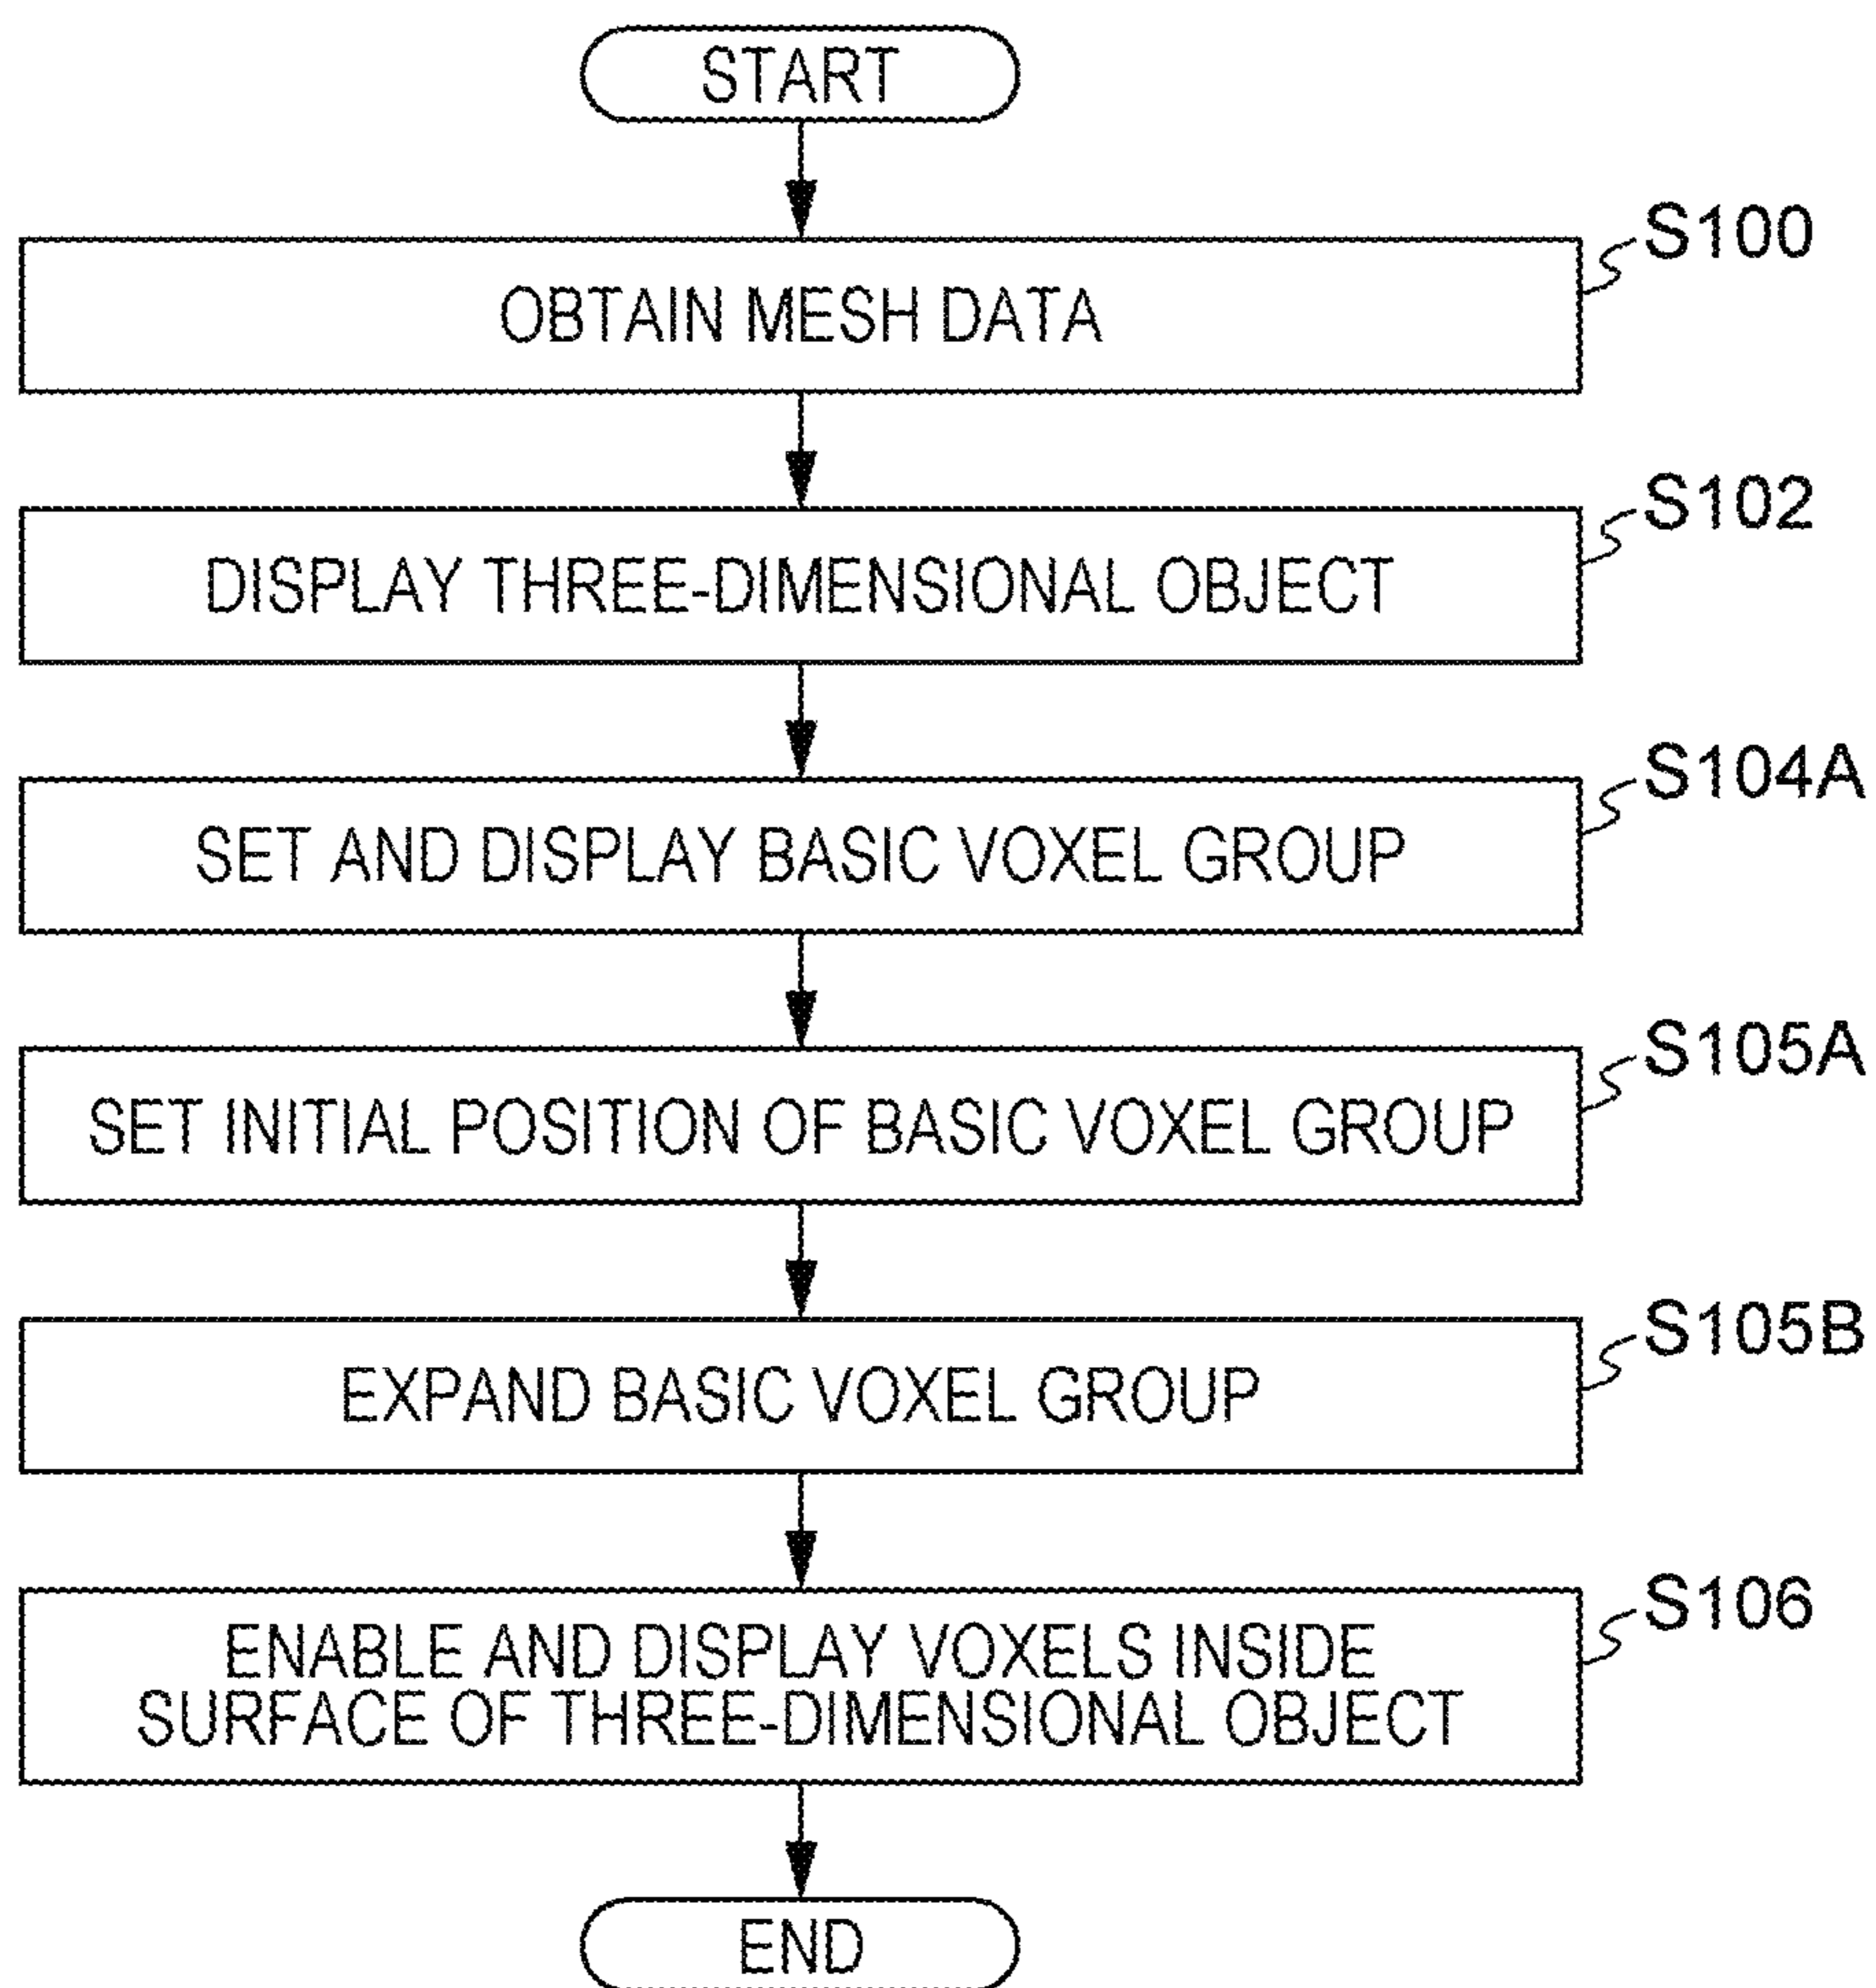 START
S100
OBTAIN MESH DATA
S102
DISPLAY THREE-DIMENSIONAL OBJECT
S104A
SET AND DISPLAY BASIC VOXEL GROUP
S105A
SET INITIAL POSITION OF BASIC VOXEL GROUP
S105B
EXPAND BASIC VOXEL GROUP
S106
ENABLE AND DISPLAY VOXELS INSIDE
SURFACE OF THREE-DIMENSIONAL OBJECT
END